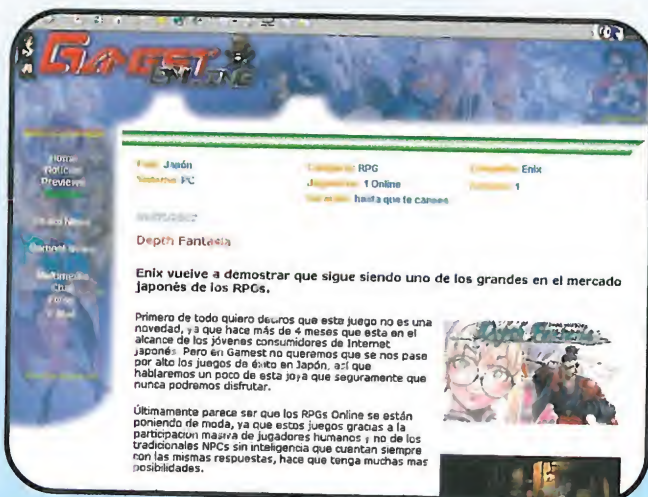 GAMEST
ONLINE
Home
Noticias
Previews
Multimedia
Chat
Foros
E-Mail
País: Japón
Categoría: RPG
Compañía: Enix
Sistema: PC
Jugadores: 1 Online
1
hasta que te canses
Depth Fantasia
Enix vuelve a demostrar que sigue siendo uno de los grandes en el mercado
japonés de los RPGs.
Primero de todo quiero deciros que este juego no es una
novedad, ya que hace más de 4 meses que esta en el
alcance de los jóvenes consumidores de Internet
japonés. Pero en Gamest no queremos que se nos pase
por alto los juegos de éxito en Japón, así que
hablaremos un poco de esta joya que seguramente que
nunca podremos disfrutar.
Últimamente parece ser que los RPGs Online se están
poniendo de moda, ya que estos juegos gracias a la
participación masiva de jugadores humanos y no de los
tradicionales NPCs sin inteligencia que cuentan siempre
con las mismas respuestas, hace que tenga muchas mas
posibilidades.